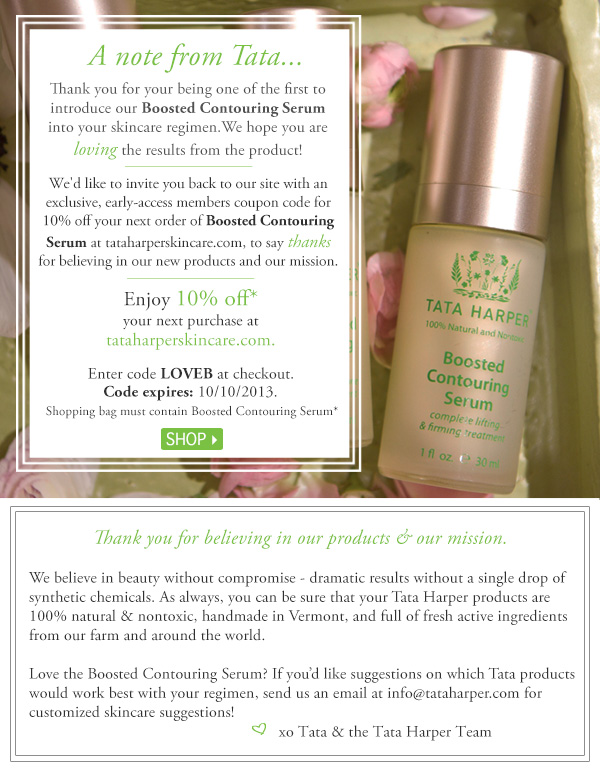 A note from Tata...
Thank you for your being one of the first to
introduce our Boosted Contouring Serum
into your skincare regimen.We hope you are
loving the results from the product!
We'd like to invite you back to our site with an
exclusive, early-access members coupon code for
10% off your next order of Boosted Contouring
Serum at tataharperskincare.com, to say thanks
for believing in our new products and our mission.
Enjoy 10% off*
your next purchase at
tataharperskincare.com.
Enter code LOVEB at checkout.
Code expires: 10/10/2013.
Shopping bag must contain Boosted Contouring Serum*
SHOP
TATA HARPER
100% Natural and Nontoxic
Boosted
Contouring
Serum
complete lifting
& firming treatment
1 fl oz. 30 ml
Thank you for believing in our products & our mission.
We believe in beauty without compromise - dramatic results without a single drop of
synthetic chemicals. As always, you can be sure that your Tata Harper products are
100% natural & nontoxic, handmade in Vermont, and full of fresh active ingredients
from our farm and around the world.
Love the Boosted Contouring Serum? If you'd like suggestions on which Tata products
would work best with your regimen, send us an email at info@tataharper.com for
customized skincare suggestions!
xo Tata & the Tata Harper Team